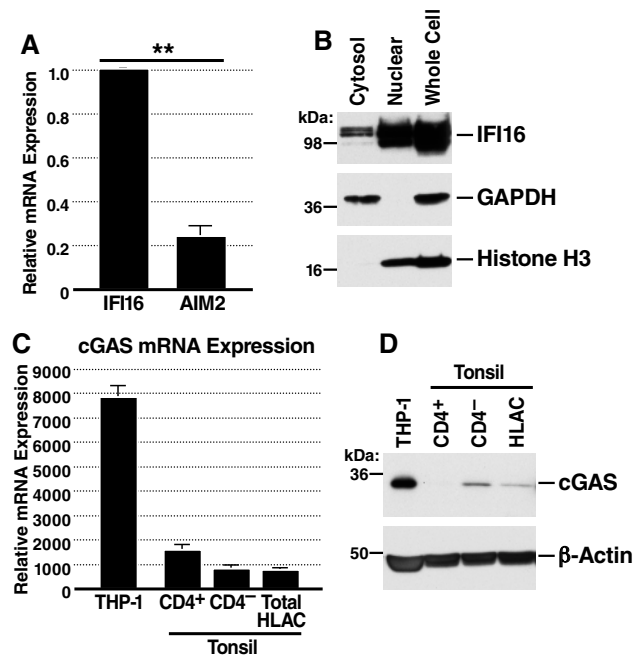 A
**
Relative mRNA Expression
1.0
0.8
0.6
0.4
0.2
0
IFI16 AIM2
B
Cytosol
Nuclear
Whole Cell
kDa:
98
IFI16
36
GAPDH
16
Histone H3
C
cGAS mRNA Expression
Relative mRNA Expression
9000
8000
7000
6000
5000
4000
3000
2000
1000
0
THP-1 CD4+ CD4− Total
HLAC
Tonsil
D
Tonsil
THP-1
CD4+
CD4−
HLAC
kDa:
36
cGAS
50
β-Actin